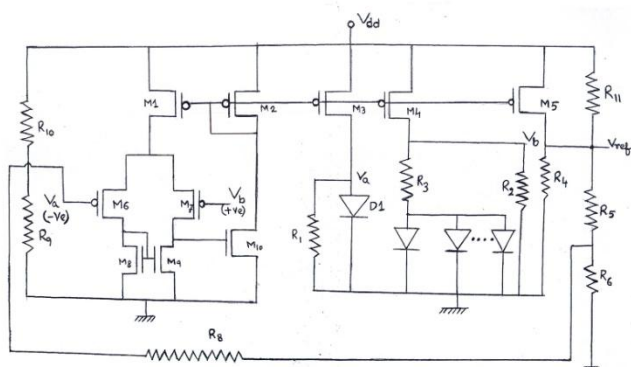 Vdd
M1
M2
M3
M4
M5
R11
R10
Vb
Vref
Va
R3
R2
R4
Va
(-Ve)
M6
M7
Vb
(+ve)
D1
R5
R9
R1
M8
M9
M10
R6
R8